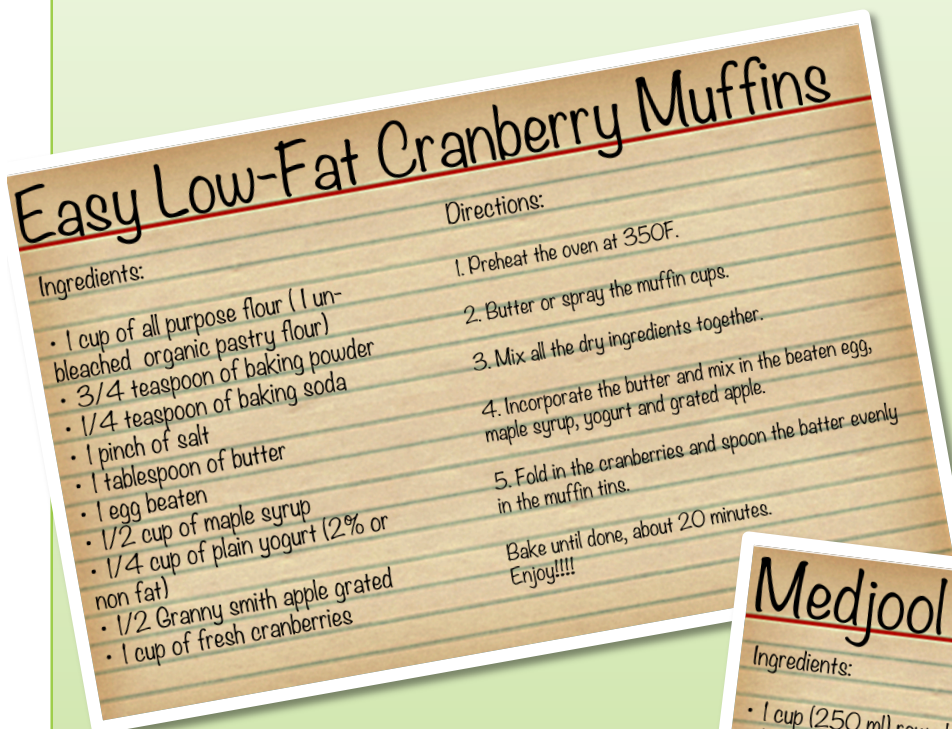 Easy Low-Fat Cranberry Muffins
Ingredients:
• 1 cup of all purpose flour ( 1 un-
bleached organic pastry flour)
• 3/4 teaspoon of baking powder
• 1/4 teaspoon of baking soda
• 1 pinch of salt
• 1 tablespoon of butter
• 1 egg beaten
• 1/2 cup of maple syrup
• 1/4 cup of plain yogurt (2% or
non fat)
• 1/2 Granny smith apple grated
• 1 cup of fresh cranberries
Directions:
1. Preheat the oven at 350F.
2. Butter or spray the muffin cups.
3. Mix all the dry ingredients together.
4. Incorporate the butter and mix in the beaten egg,
maple syrup, yogurt and grated apple.
5. Fold in the cranberries and spoon the batter evenly
in the muffin tins.
Bake until done, about 20 minutes.
Enjoy!!!!
Medjool
Ingredients:
• 1 cup (250 ml)